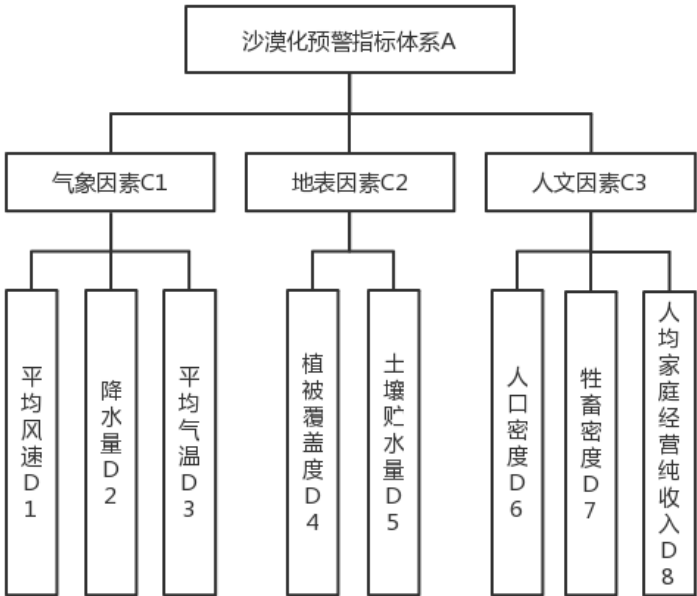 沙漠化预警指标体系A
气象因素C1
地表因素C2
人文因素C3
平均风速D1
降水量D2
平均气温D3
植被覆盖度D4
土壤贮水量D5
人口密度D6
牲畜密度D7
人均家庭经营纯收入D8